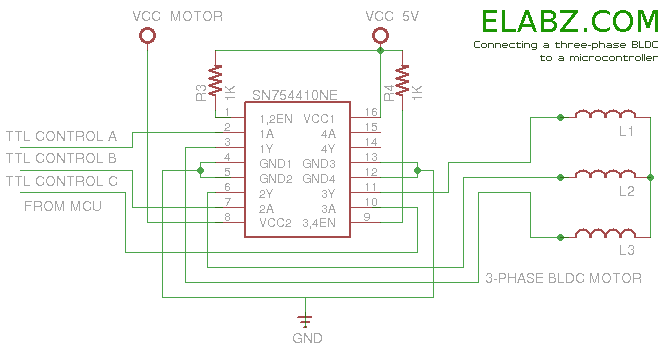 VCC MOTOR
VCC 5V
ELABZ.COM
Connecting a three-phase BLDC
to a microcontroller
R3
1K
SN754410NE
R4
1K
1
1,2EN
VCC1
16
2
1A
4A
15
3
1Y
4Y
14
4
GND1
GND3
13
5
GND2
GND4
12
6
2Y
3Y
11
7
2A
3A
10
8
VCC2
3,4EN
9
TTL CONTROL A
TTL CONTROL B
TTL CONTROL C
FROM MCU
L1
L2
L3
3-PHASE BLDC MOTOR
GND